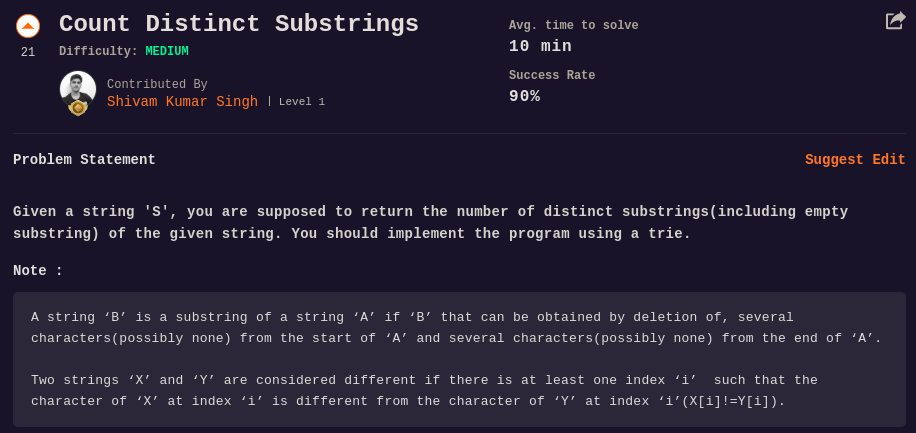 Count Distinct Substrings
21
Difficulty: MEDIUM
Contributed By
Shivam Kumar Singh | Level 1
Avg. time to solve
10 min
Success Rate
90%
Problem Statement
Suggest Edit
Given a string 'S', you are supposed to return the number of distinct substrings(including empty
substring) of the given string. You should implement the program using a trie.
Note :
A string ‘B’ is a substring of a string ‘A’ if ‘B’ that can be obtained by deletion of, several
characters(possibly none) from the start of ‘A’ and several characters(possibly none) from the end of ‘A’.
Two strings ‘X’ and ‘Y’ are considered different if there is at least one index ‘i’  such that the
character of ‘X’ at index ‘i’ is different from the character of ‘Y’ at index ‘i’(X[i]!=Y[i]).